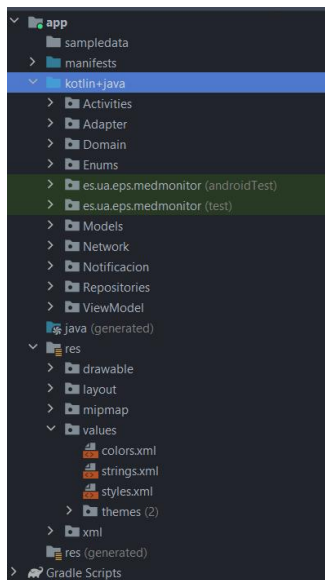 app
sampledata
manifests
kotlin+java
Activities
Adapter
Domain
Enums
es.ua.eps.medmonitor (androidTest)
es.ua.eps.medmonitor (test)
Models
Network
Notificacion
Repositories
ViewModel
java (generated)
res
drawable
layout
mipmap
values
colors.xml
strings.xml
styles.xml
themes (2)
xml
res (generated)
Gradle Scripts